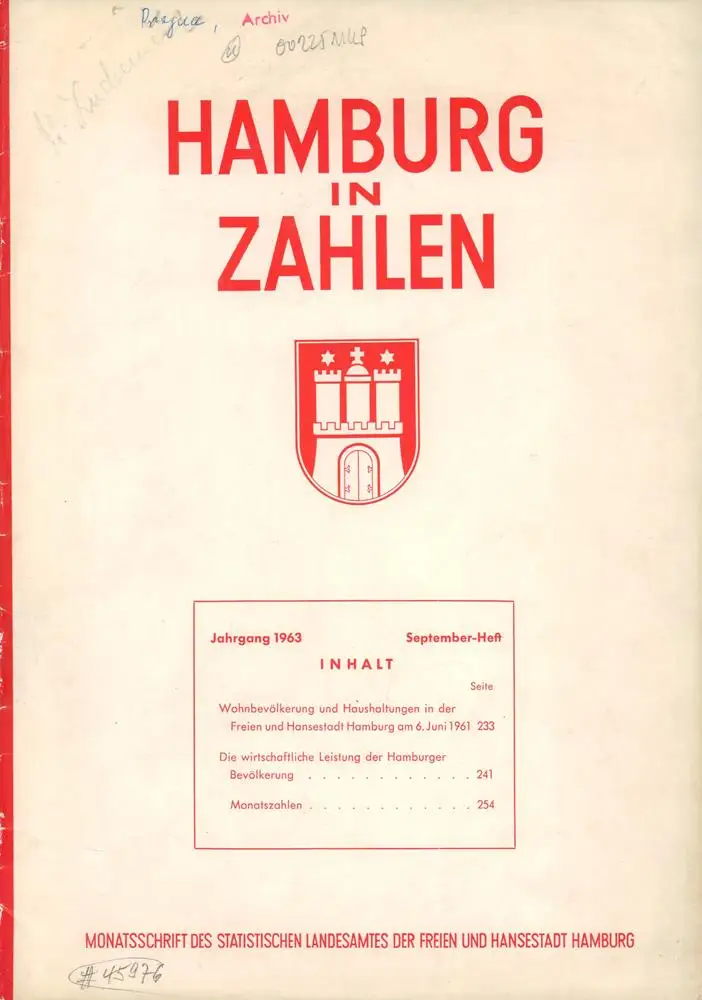 Archiv
HAMBURG
IN
ZAHLEN
Jahrgang 1963 September-Heft
INHALT
Seite
Wohnbevölkerung und Haushaltungen in der
Freien und Hansestadt Hamburg am 6. Juni 1961 233
Die wirtschaftliche Leistung der Hamburger
Bevölkerung . . . . . . . . . . . . 241
Monatszahlen . . . . . . . . . . . . 254
MONATSSCHRIFT DES STATISTISCHEN LANDESAMTES DER FREIEN UND HANSESTADT HAMBURG
# 45976